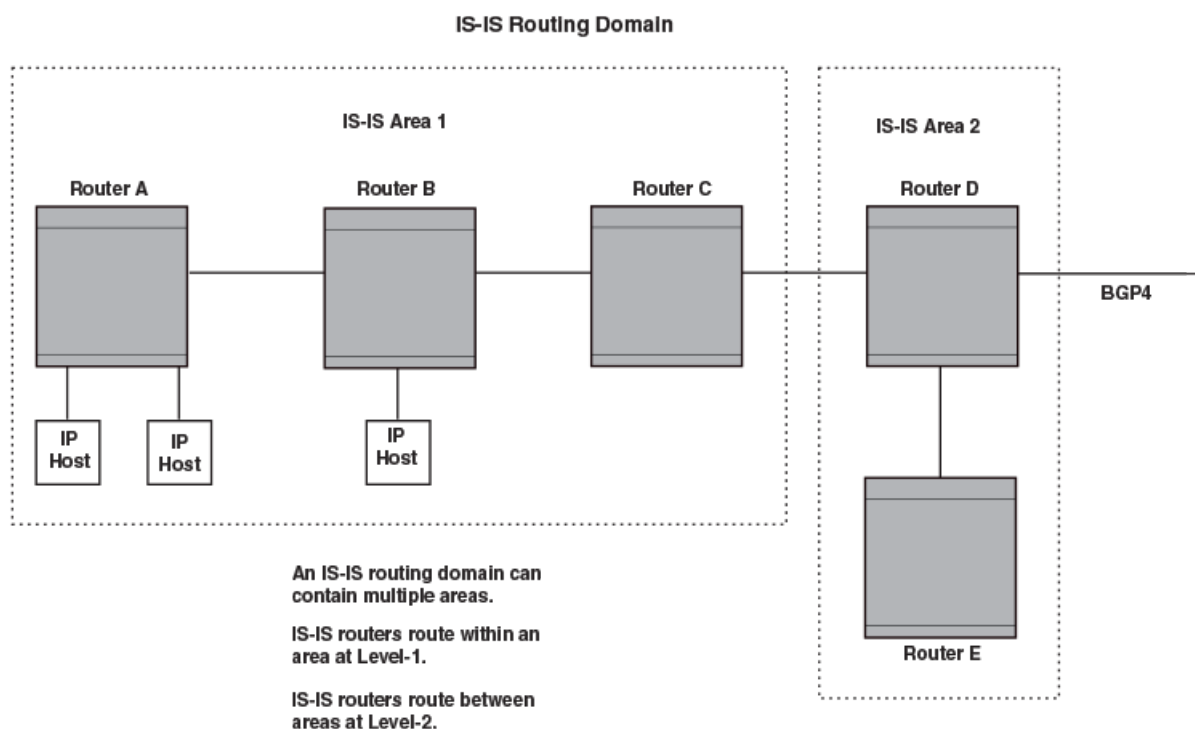 IS-IS Routing Domain
IS-IS Area 1
IS-IS Area 2
Router A
Router B
Router C
Router D
BGP4
IP
Host
IP
Host
IP
Host
Router E
An IS-IS routing domain can
contain multiple areas.
IS-IS routers route within an
area at Level-1.
IS-IS routers route between
areas at Level-2.